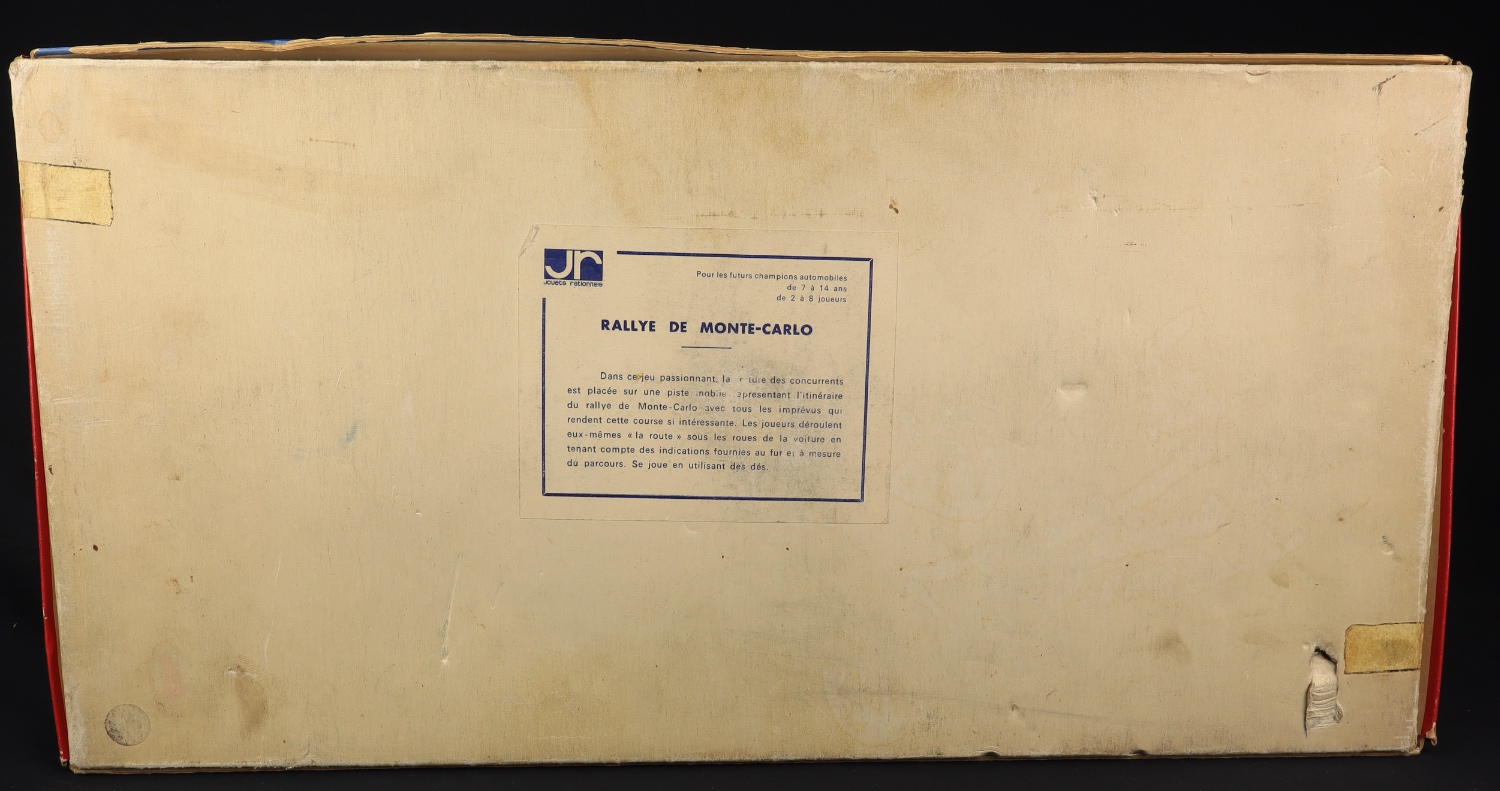 jr
jouets rationnels
Pour les futurs champions automobiles
de 7 à 14 ans
de 2 à 8 joueurs
RALLYE DE MONTE-CARLO
Dans ce jeu passionnant, la des concurrents
est placée sur une piste mobile représentant l'itinéraire
du rallye de Monte-Carlo avec tous les imprévus qui
rendent cette course si intéressante. Les joueurs déroulent
eux-mêmes « la route » sous les roues de la voiture en
tenant compte des indications fournies au fur et à mesure
du parcours. Se joue en utilisant des dés.